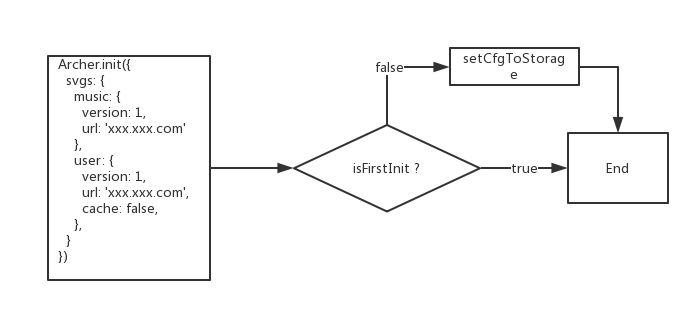 Archer.init({
svgs: {
music: {
version: 1,
url: 'xxx.xxx.com'
},
user: {
version: 1,
url: 'xxx.xxx.com',
cache: false,
},
}
})
isFirstInit ?
false
setCfgToStorag
e
true
End